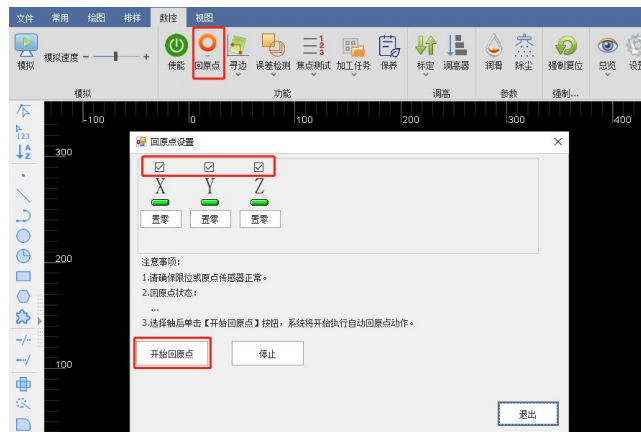 文件 常用 绘图 排样 数控 视图
模拟 模拟速度 使能 回原点 寻边 误差检测 焦点测试 加工任务 保养 标定 调高器 润滑 除尘 强制复位 总览
模拟 功能 调高 参数 强制...
-100 0 100 200 300 400
123
300
200
100
回原点设置
X Y Z
置零 置零 置零
注意事项:
1.请确保限位或原点传感器正常。
2.回原点状态:
...
3.选择轴后单击【开始回原点】按钮，系统将开始执行自动回原点动作。
开始回原点 停止
退出